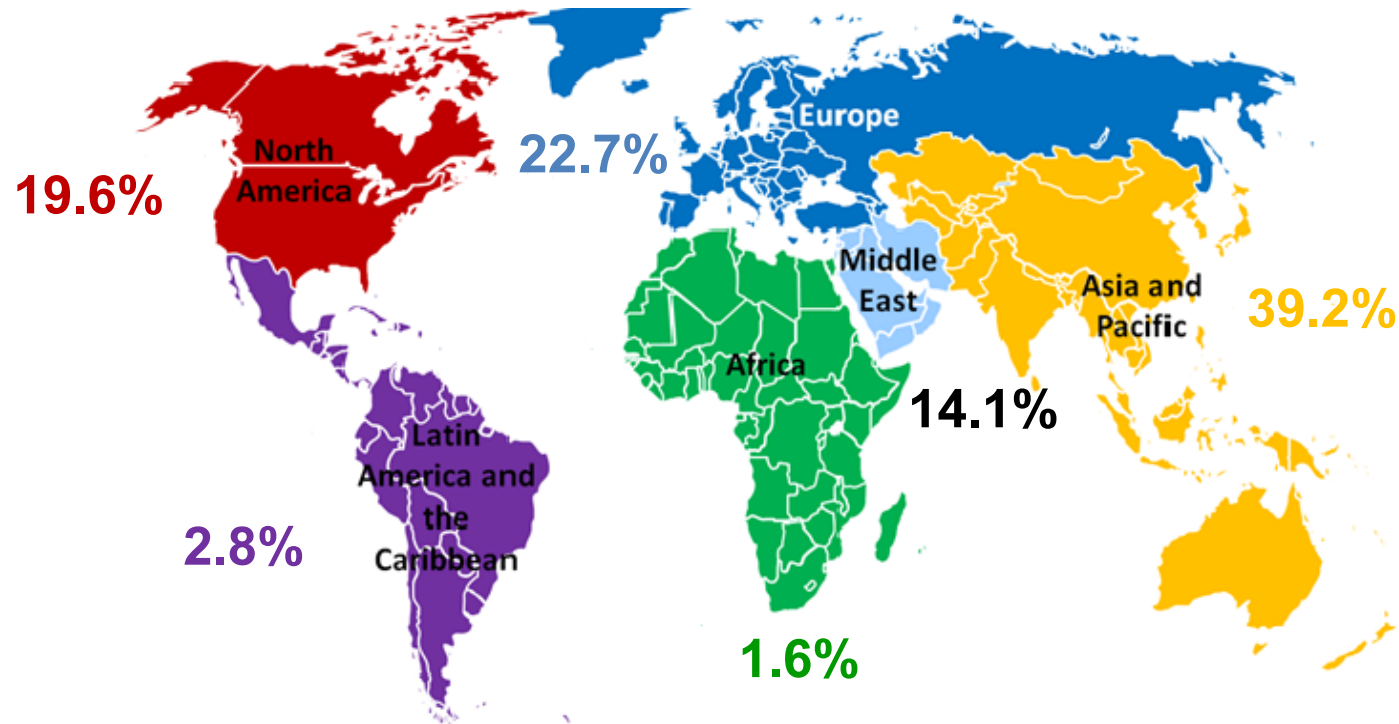 North
America
19.6%
22.7%
Europe
Middle
East
Asia and
Pacific
39.2%
Africa
14.1%
Latin
America and
the
Caribbean
2.8%
1.6%